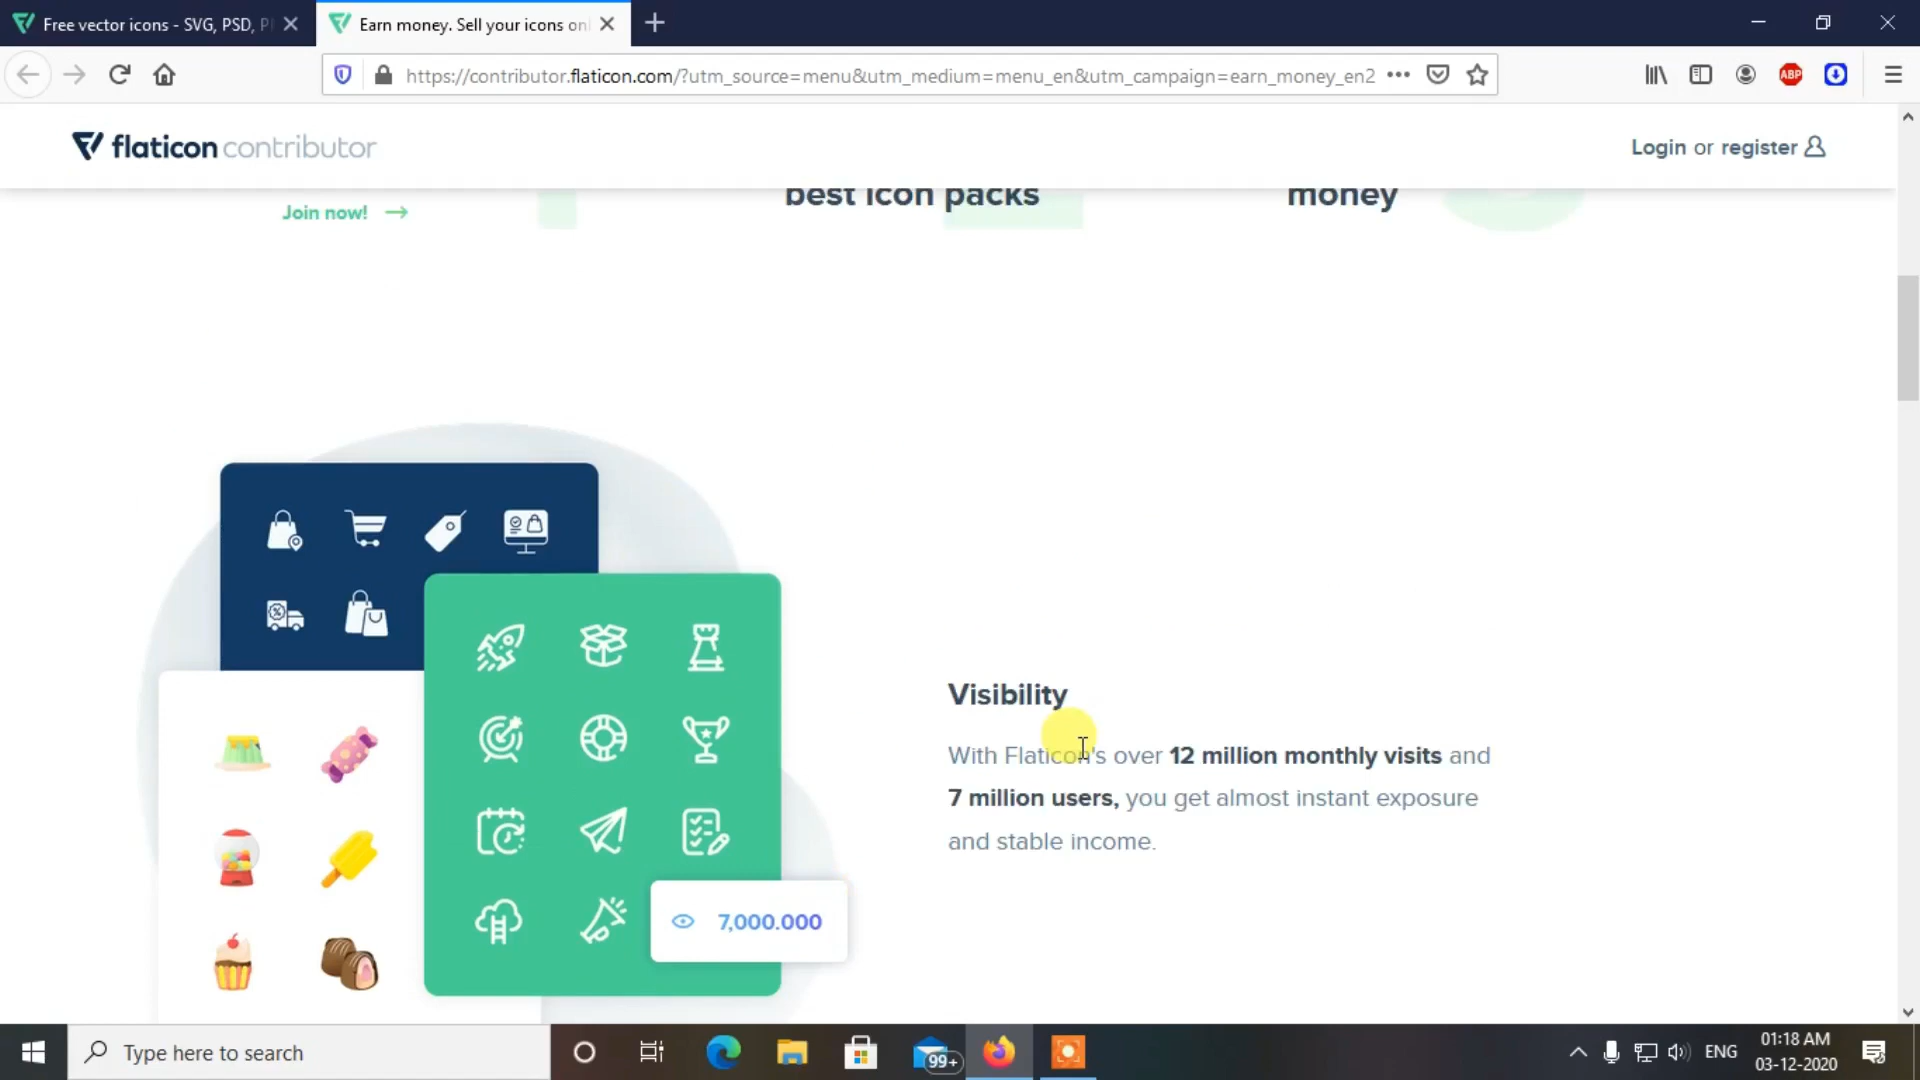 Free vector icons - SVG, PSD, P
Earn money. Sell your icons on
https://contributor.flaticon.com/?utm_source=menu&utm_medium=menu_en&utm_campaign=earn_money_en2
ABP
flaticon contributor
Login or register
Join now!
best icon packs
money
Visibility
With Flaticon's over 12 million monthly visits and
7 million users, you get almost instant exposure
and stable income.
7,000.000
Type here to search
99+
ENG
01:18 AM
03-12-2020